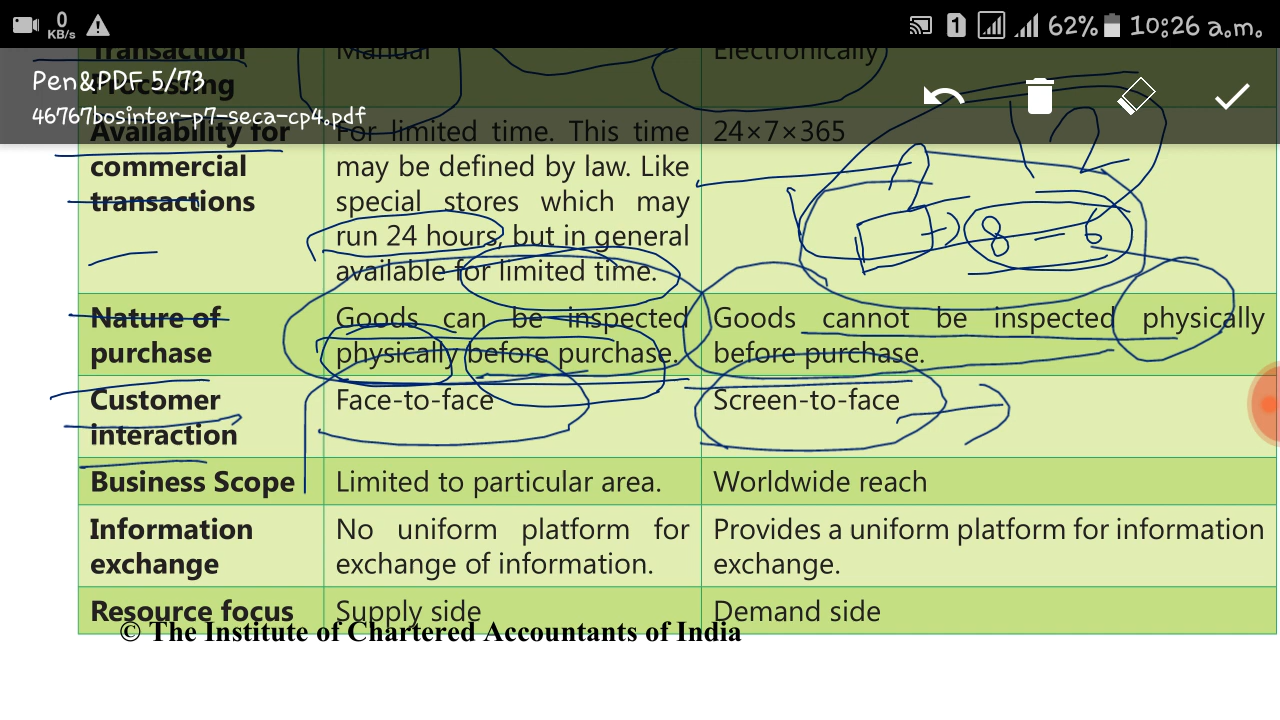 0
KB/s
1
62%
10:26 a.m.
Transaction Manual Electronically
Pen&PDF 5/73
Processing
46767bosinter-p7-seca-cp4.pdf
Availability for For limited time. This time 24×7×365
commercial may be defined by law. Like
transactions special stores which may
run 24 hours, but in general
available for limited time.
8 - 6
Nature of Goods can be inspected Goods cannot be inspected physically
purchase physically before purchase. before purchase.
Customer Face-to-face Screen-to-face
interaction
Business Scope Limited to particular area. Worldwide reach
Information No uniform platform for Provides a uniform platform for information
exchange exchange of information. exchange.
Resource focus Supply side Demand side
© The Institute of Chartered Accountants of India